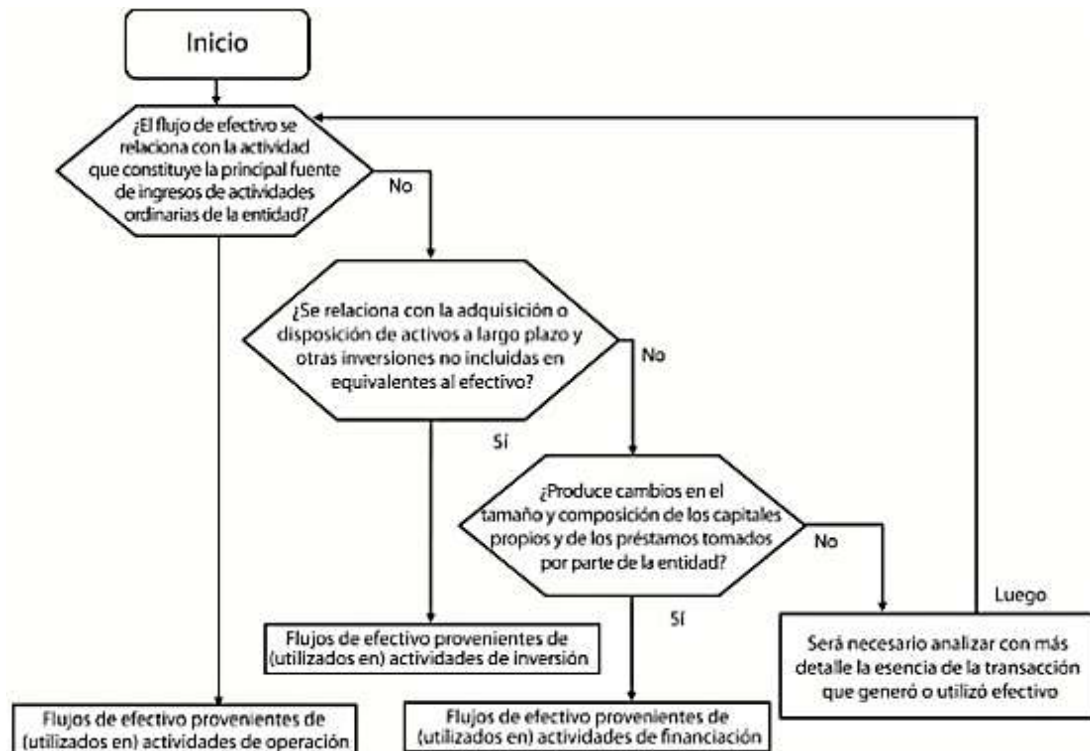 Inicio
¿El flujo de efectivo se
relaciona con la actividad
que constituye la principal fuente
de ingresos de actividades
ordinarias de la entidad?
No
¿Se relaciona con la adquisición o
disposición de activos a largo plazo y
otras inversiones no incluidas en
equivalentes al efectivo?
No
Sí
¿Produce cambios en el
tamaño y composición de los capitales
propios y de los préstamos tomados
por parte de la entidad?
No
Sí
Luego
Será necesario analizar con más
detalle la esencia de la transacción
que generó o utilizó efectivo
Flujos de efectivo provenientes de
(utilizados en) actividades de inversión
Flujos de efectivo provenientes de
(utilizados en) actividades de operación
Flujos de efectivo provenientes de
(utilizados en) actividades de financiación